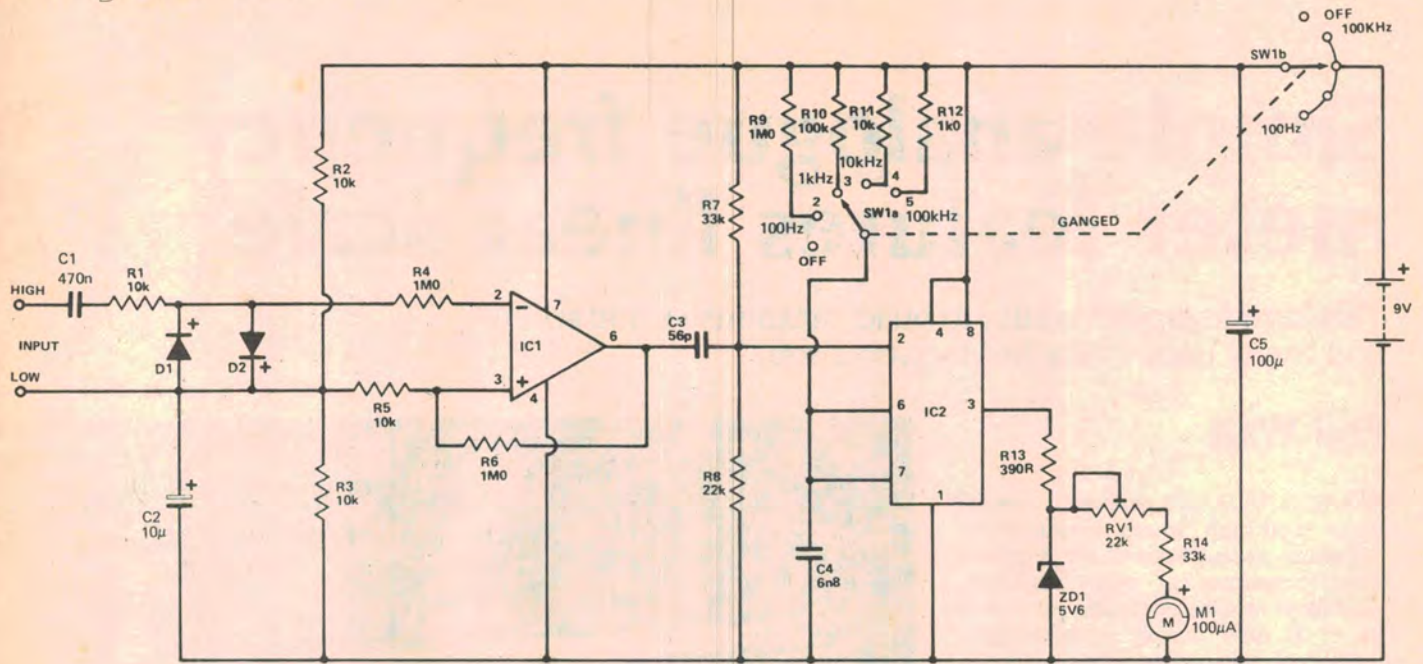 OFF
100KHz
SW1b
100Hz
R9
1M0
R10
100k
R11
10k
R12
1k0
R2
10k
R7
33k
10kHz
1kHz
2
3
4
5
SW1a
100kHz
100Hz
OFF
GANGED
C1
470n
R1
10k
R4
1M0
HIGH
INPUT
LOW
D1
+
D2
+
2
-
7
IC1
6
3
+
4
C3
56p
R5
10k
R6
1M0
2
4
8
6
IC2
3
7
1
+
C5
100µ
+
9V
R3
10k
R8
22k
R13
390R
C2
10µ
+
C4
6n8
RV1
22k
R14
33k
ZD1
5V6
+
M
M1
100µA